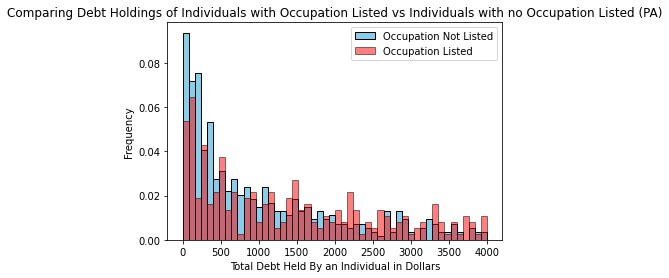 Comparing Debt Holdings of Individuals with Occupation Listed vs Individuals with no Occupation Listed (PA)
Occupation Not Listed
Occupation Listed
Frequency
0.08
0.06
0.04
0.02
0.00
0 500 1000 1500 2000 2500 3000 3500 4000
Total Debt Held By an Individual in Dollars